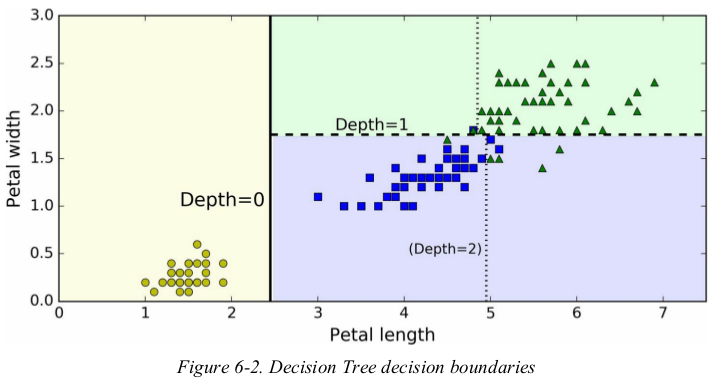 3.0
2.5
2.0
1.5
1.0
0.5
0.0
Petal width
Depth=1
Depth=0
(Depth=2)
0 1 2 3 4 5 6 7
Petal length
Figure 6-2. Decision Tree decision boundaries